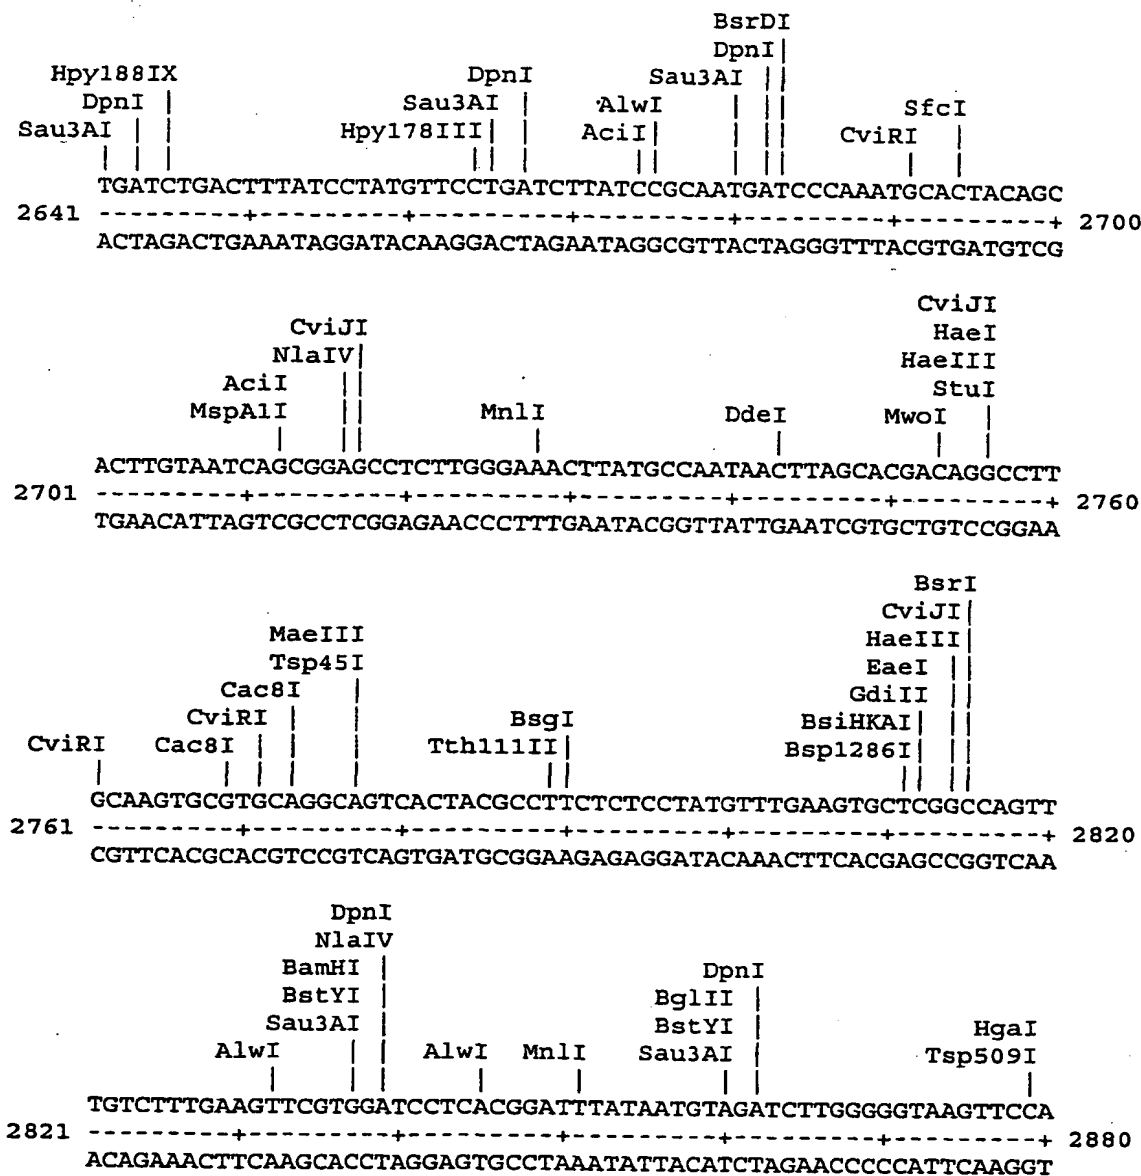 BsrDI
DpnI
Hpy188IX DpnI Sau3AI
DpnI Sau3AI AlwI SfcI
Sau3AI Hpy178III AciI CviRI
TGATCTGACTTTATCCTATGTTCCTGATCTTATCCGCAATGATCCCAAATGCACTACAGC
2641 ---------+---------+---------+---------+---------+---------+ 2700
ACTAGACTGAAATAGGATACAAGGACTAGAATAGGCGTTACTAGGGTTTACGTGATGTCG
CviJI
CviJI HaeI
NlaIV HaeIII
AciI StuI
MspA1I MnlI DdeI MwoI
ACTTGTAATCAGCGGAGCCTCTTGGGAAACTTATGCCAATAACTTAGCACGACAGGCCTT
2701 ---------+---------+---------+---------+---------+---------+ 2760
TGAACATTAGTCGCCTCGGAGAACCCTTTGAATACGGTTATTGAATCGTGCTGTCCGGAA
BsrI
CviJI
MaeIII HaeIII
Tsp45I EaeI
Cac8I GdiII
CviRI BsgI BsiHKAI
CviRI Cac8I Tth111II Bsp1286I
GCAAGTGCGTGCAGGCAGTCACTACGCCTTCTCTCCTATGTTTGAAGTGCTCGGCCAGTT
2761 ---------+---------+---------+---------+---------+---------+ 2820
CGTTCACGCACGTCCGTCAGTGATGCGGAAGAGAGGATACAAACTTCACGAGCCGGTCAA
DpnI
NlaIV
BamHI DpnI
BstYI BglII
Sau3AI BstYI HgaI
AlwI AlwI MnlI Sau3AI Tsp509I
TGTCTTTGAAGTTCGTGGATCCTCACGGATTTATAATGTAGATCTTGGGGGTAAGTTCCA
2821 ---------+---------+---------+---------+---------+---------+ 2880
ACAGAAACTTCAAGCACCTAGGAGTGCCTAAATATTACATCTAGAACCCCCATTCAAGGT